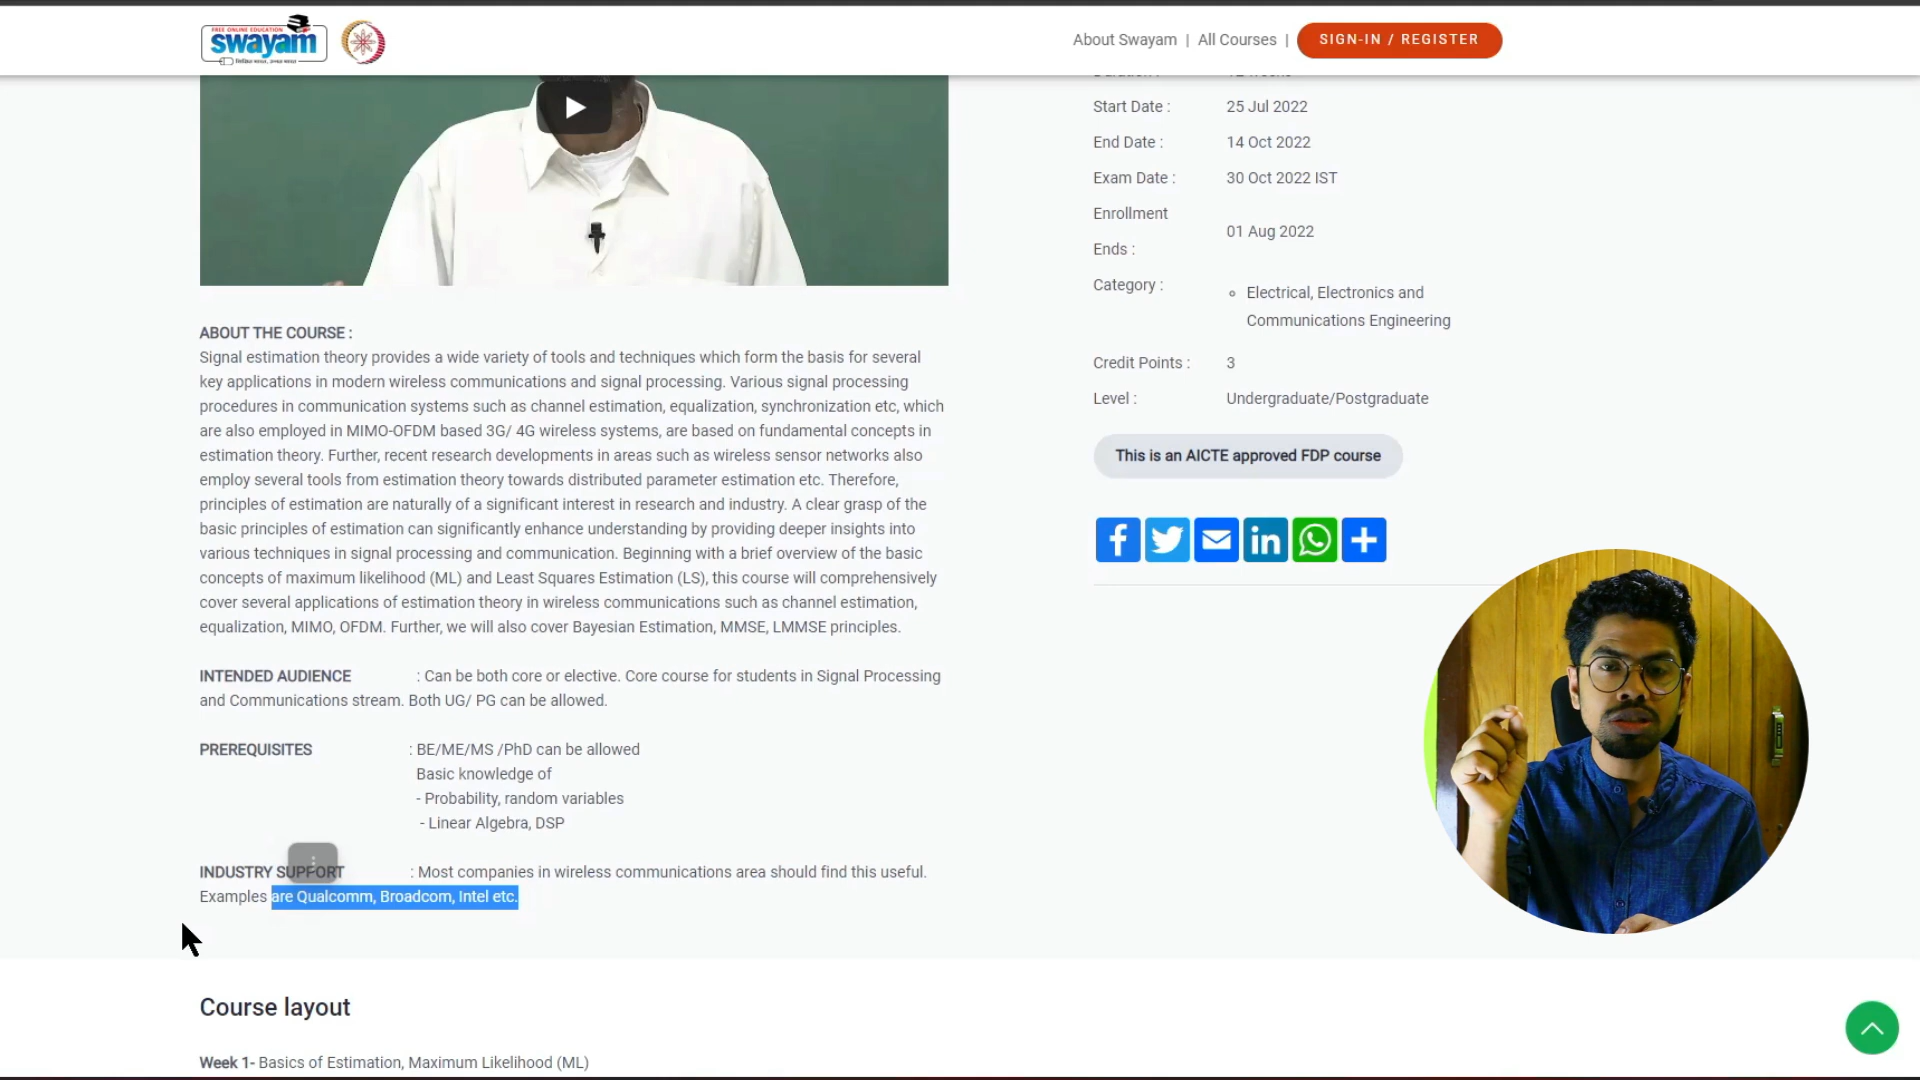 FREE ONLINE EDUCATION
swayam
About Swayam | All Courses | SIGN-IN / REGISTER
Start Date : 25 Jul 2022
End Date : 14 Oct 2022
Exam Date : 30 Oct 2022 IST
Enrollment Ends : 01 Aug 2022
Category : Electrical, Electronics and
Communications Engineering
Credit Points : 3
Level : Undergraduate/Postgraduate
This is an AICTE approved FDP course
ABOUT THE COURSE :
Signal estimation theory provides a wide variety of tools and techniques which form the basis for several
key applications in modern wireless communications and signal processing. Various signal processing
procedures in communication systems such as channel estimation, equalization, synchronization etc, which
are also employed in MIMO-OFDM based 3G/ 4G wireless systems, are based on fundamental concepts in
estimation theory. Further, recent research developments in areas such as wireless sensor networks also
employ several tools from estimation theory towards distributed parameter estimation etc. Therefore,
principles of estimation are naturally of a significant interest in research and industry. A clear grasp of the
basic principles of estimation can significantly enhance understanding by providing deeper insights into
various techniques in signal processing and communication. Beginning with a brief overview of the basic
concepts of maximum likelihood (ML) and Least Squares Estimation (LS), this course will comprehensively
cover several applications of estimation theory in wireless communications such as channel estimation,
equalization, MIMO, OFDM. Further, we will also cover Bayesian Estimation, MMSE, LMMSE principles.
INTENDED AUDIENCE : Can be both core or elective. Core course for students in Signal Processing
and Communications stream. Both UG/ PG can be allowed.
PREREQUISITES : BE/ME/MS /PhD can be allowed
Basic knowledge of
- Probability, random variables
- Linear Algebra, DSP
INDUSTRY SUPPORT : Most companies in wireless communications area should find this useful.
Examples are Qualcomm, Broadcom, Intel etc.
Course layout
Week 1- Basics of Estimation, Maximum Likelihood (ML)